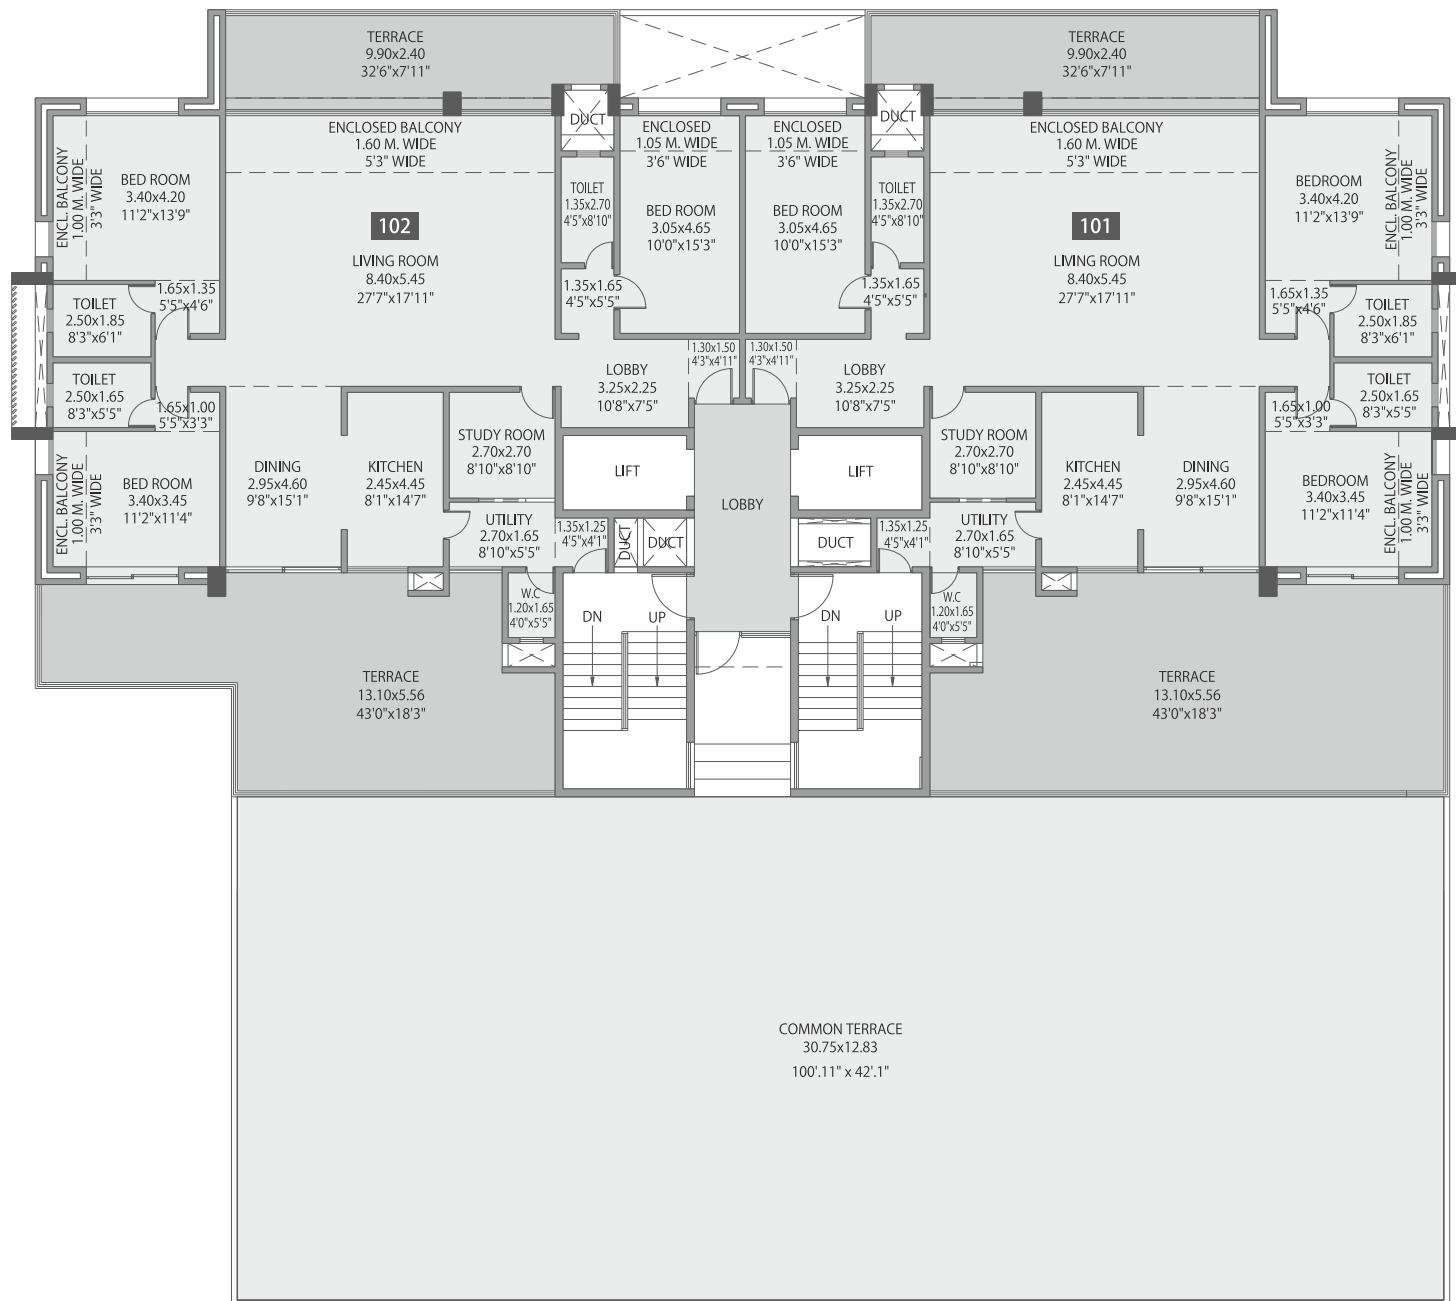 TERRACE
9.90x2.40
32'6"x7'11"
TERRACE
9.90x2.40
32'6"x7'11"
ENCL. BALCONY
1.00 M. WIDE
3'3" WIDE
BED ROOM
3.40x4.20
11'2"x13'9"
ENCLOSED BALCONY
1.60 M. WIDE
5'3" WIDE
102
LIVING ROOM
8.40x5.45
27'7"x17'11"
DUCT
TOILET
1.35x2.70
4'5"x8'10"
1.35x1.65
4'5"x5'5"
ENCLOSED
1.05 M. WIDE
3'6" WIDE
BED ROOM
3.05x4.65
10'0"x15'3"
ENCLOSED
1.05 M. WIDE
3'6" WIDE
BED ROOM
3.05x4.65
10'0"x15'3"
DUCT
TOILET
1.35x2.70
4'5"x8'10"
1.35x1.65
4'5"x5'5"
ENCLOSED BALCONY
1.60 M. WIDE
5'3" WIDE
101
LIVING ROOM
8.40x5.45
27'7"x17'11"
BEDROOM
3.40x4.20
11'2"x13'9"
ENCL. BALCONY
1.00 M. WIDE
3'3" WIDE
1.65x1.35
5'5"x4'6"
TOILET
2.50x1.85
8'3"x6'1"
TOILET
2.50x1.65
8'3"x5'5"
1.65x1.00
5'5"x3'3"
LOBBY
3.25x2.25
10'8"x7'5"
1.30x1.50
4'3"x4'11"
1.30x1.50
4'3"x4'11"
LOBBY
3.25x2.25
10'8"x7'5"
1.65x1.35
5'5"x4'6"
TOILET
2.50x1.85
8'3"x6'1"
TOILET
2.50x1.65
8'3"x5'5"
1.65x1.00
5'5"x3'3"
ENCL. BALCONY
1.00 M. WIDE
3'3" WIDE
BED ROOM
3.40x3.45
11'2"x11'4"
DINING
2.95x4.60
9'8"x15'1"
KITCHEN
2.45x4.45
8'1"x14'7"
STUDY ROOM
2.70x2.70
8'10"x8'10"
LIFT
LOBBY
LIFT
STUDY ROOM
2.70x2.70
8'10"x8'10"
KITCHEN
2.45x4.45
8'1"x14'7"
DINING
2.95x4.60
9'8"x15'1"
BEDROOM
3.40x3.45
11'2"x11'4"
ENCL. BALCONY
1.00 M. WIDE
3'3" WIDE
UTILITY
2.70x1.65
8'10"x5'5"
1.35x1.25
4'5"x4'1"
DUCT
DUCT
DUCT
1.35x1.25
4'5"x4'1"
UTILITY
2.70x1.65
8'10"x5'5"
W.C
1.20x1.65
4'0"x5'5"
DN
UP
DN
UP
W.C
1.20x1.65
4'0"x5'5"
TERRACE
13.10x5.56
43'0"x18'3"
TERRACE
13.10x5.56
43'0"x18'3"
COMMON TERRACE
30.75x12.83
100'.11" x 42'.1"